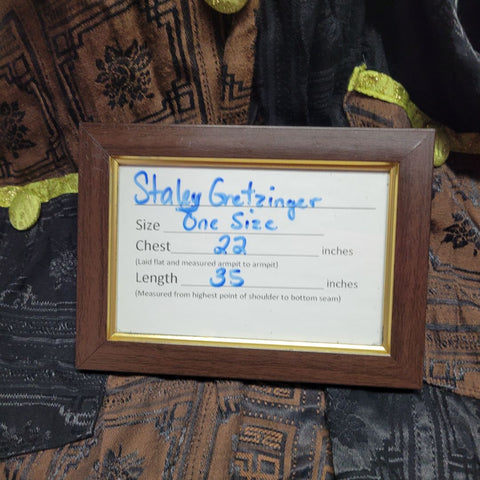 Staley Gretzinger
Size One Size
Chest 22 inches
(Laid flat and measured armpit to armpit)
Length 35 inches
(Measured from highest point of shoulder to bottom seam)